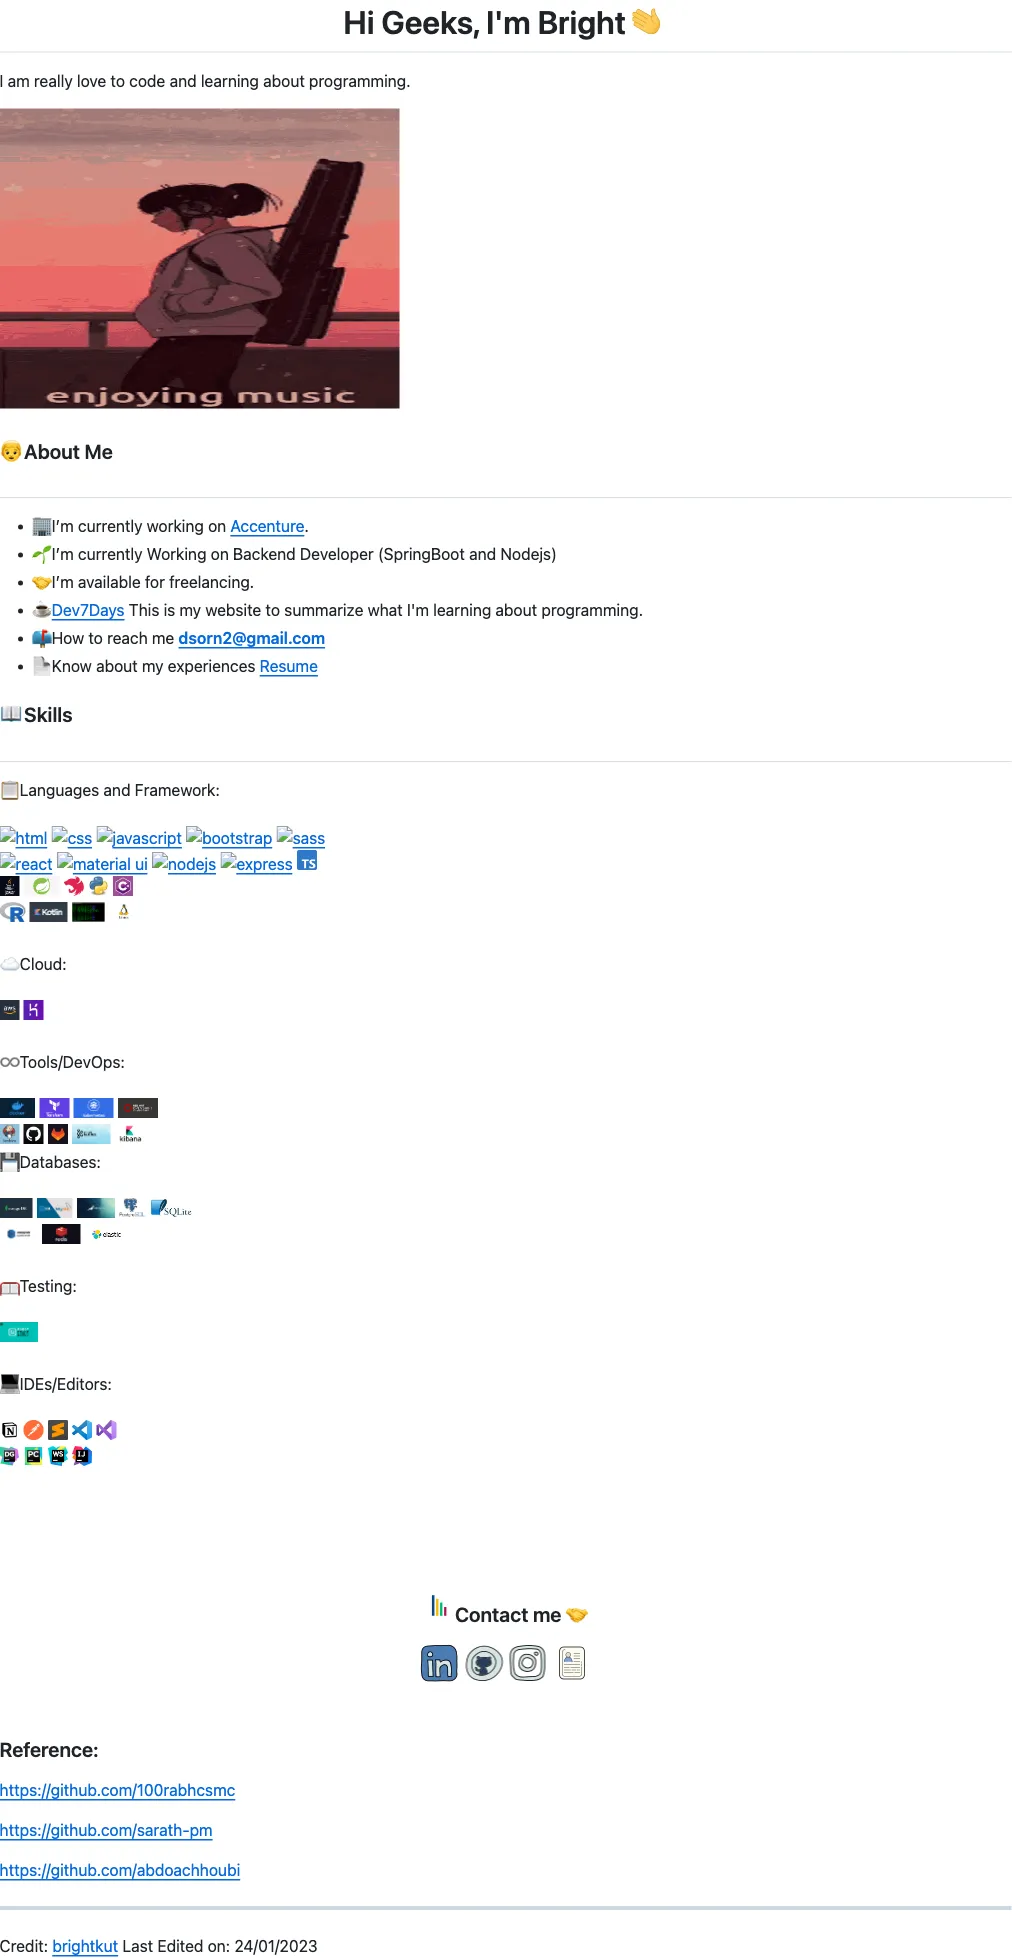 Hi Geeks, I'm Bright 👋
I am really love to code and learning about programming.
enjoying music
About Me
I'm currently working on Accenture.
I'm currently Working on Backend Developer (SpringBoot and Nodejs)
I'm available for freelancing.
Dev7Days This is my website to summarize what I'm learning about programming.
How to reach me dsorn2@gmail.com
Know about my experiences Resume
Skills
Languages and Framework:
html css javascript bootstrap sass
react material ui nodejs express TS
R Kotlin
Cloud:
aws
Tools/DevOps:
kibana
Databases:
PostgreSQL SQLite
redis elastic
Testing:
IDEs/Editors:
N
DG PC WS IJ
Contact me 🤝
in
Reference:
https://github.com/100rabhcsmc
https://github.com/sarath-pm
https://github.com/abdoachhoubi
Credit: brightkut Last Edited on: 24/01/2023